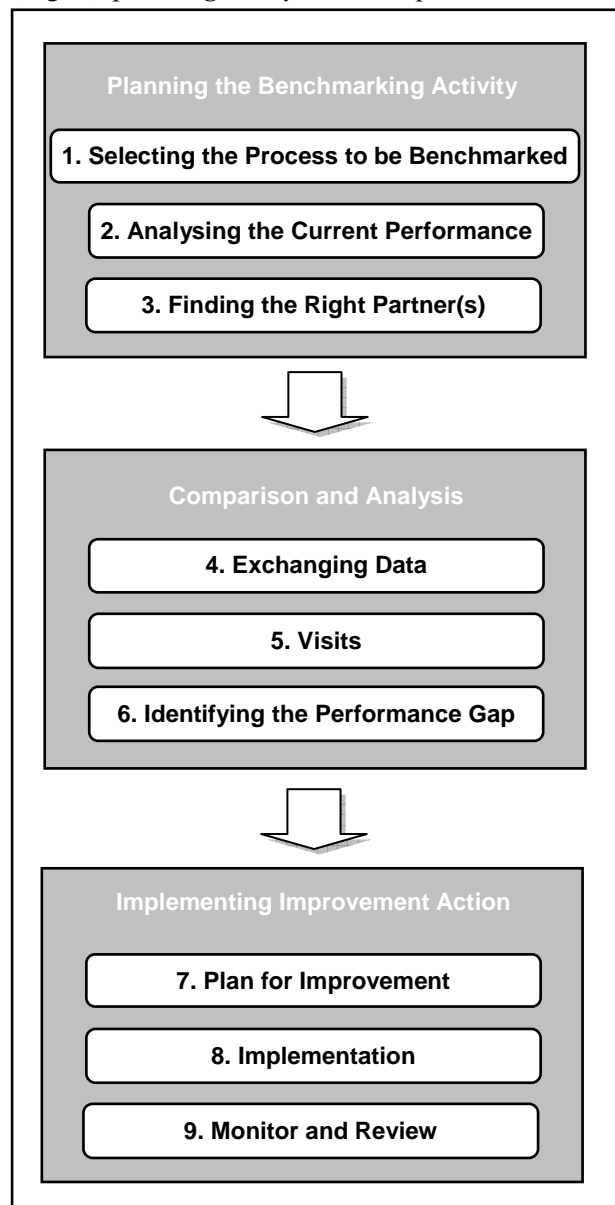 Planning the Benchmarking Activity
1. Selecting the Process to be Benchmarked
2. Analysing the Current Performance
3. Finding the Right Partner(s)
Comparison and Analysis
4. Exchanging Data
5. Visits
6. Identifying the Performance Gap
Implementing Improvement Action
7. Plan for Improvement
8. Implementation
9. Monitor and Review